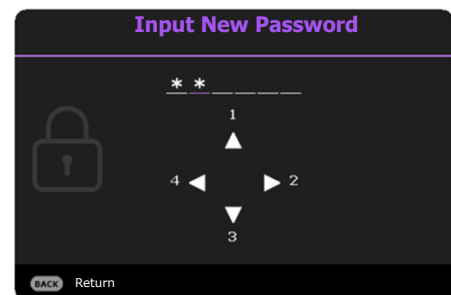 Input New Password
* * _ _ _ _
1
4 ◀ ▶ 2
3
BACK Return